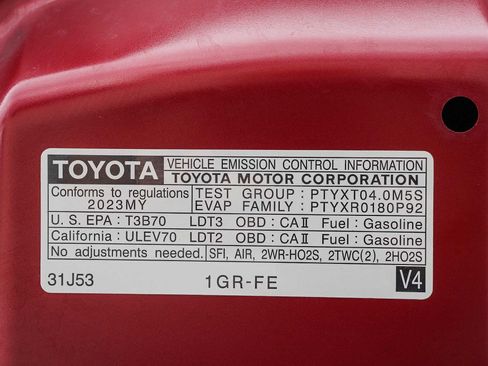 TOYOTA VEHICLE EMISSION CONTROL INFORMATION
TOYOTA MOTOR CORPORATION
Conforms to regulations TEST GROUP : PTYXT04.0M5S
2023MY EVAP FAMILY : PTYXR0180P92
U.S. EPA : T3B70 LDT3 OBD : CAⅡ Fuel : Gasoline
California : ULEV70 LDT2 OBD : CAⅡ Fuel : Gasoline
No adjustments needed. SFI, AIR, 2WR-HO2S, 2TWC(2), 2HO2S
31J53 1GR-FE V4